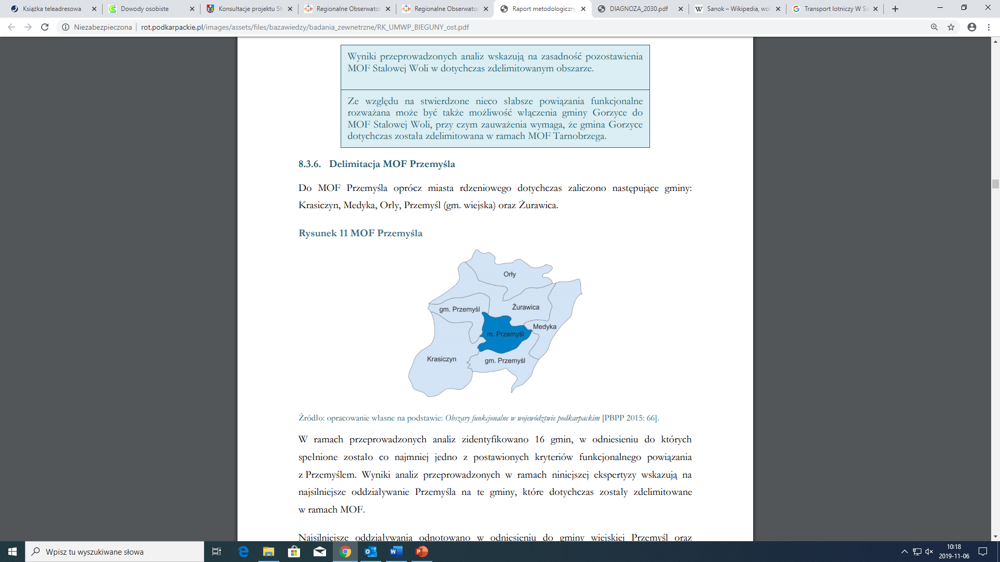 Książka teleadresowa
Dowody osobiste
Konsultacje projektu Str
Regionalne Obserwator
Regionalne Obserwator
Raport metodologiczny
DIAGNOZA_2030.pdf
Sanok – Wikipedia, wol
Transport lotniczy W Sa
Niezabezpieczona
rot.podkarpackie.pl/images/assets/files/bazawiedzy/badania_zewnetrzne/RK_UMWP_BIEGUNY_ost.pdf
Wyniki przeprowadzonych analiz wskazują na zasadność pozostawienia
MOF Stalowej Woli w dotychczas zdelimitowanym obszarze.
Ze względu na stwierdzone nieco słabsze powiązania funkcjonalne
rozważana może być także możliwość włączenia gminy Gorzyce do
MOF Stalowej Woli, przy czym zauważenia wymaga, że gmina Gorzyce
dotychczas została zdelimitowana w ramach MOF Tarnobrzega.
8.3.6. Delimitacja MOF Przemyśla
Do MOF Przemyśla oprócz miasta rdzeniowego dotychczas zaliczono następujące gminy:
Krasiczyn, Medyka, Orły, Przemyśl (gm. wiejska) oraz Żurawica.
Rysunek 11 MOF Przemyśla
Orły
Żurawica
gm. Przemyśl
Medyka
m. Przemyśl
Krasiczyn
gm. Przemyśl
Źródło: opracowanie własne na podstawie: Obszary funkcjonalne w województwie podkarpackim [PBPP 2015: 66].
W ramach przeprowadzonych analiz zidentyfikowano 16 gmin, w odniesieniu do których
spełnione zostało co najmniej jedno z postawionych kryteriów funkcjonalnego powiązania
z Przemyślem. Wyniki analiz przeprowadzonych w ramach niniejszej ekspertyzy wskazują na
najsilniejsze oddziaływanie Przemyśla na te gminy, które dotychczas zostały zdelimitowane
w ramach MOF.
Najsilniejsze oddziaływania odnotowano w odniesieniu do gminy wiejskiej Przemyśl oraz
Wpisz tu wyszukiwane słowa
10:18
2019-11-06